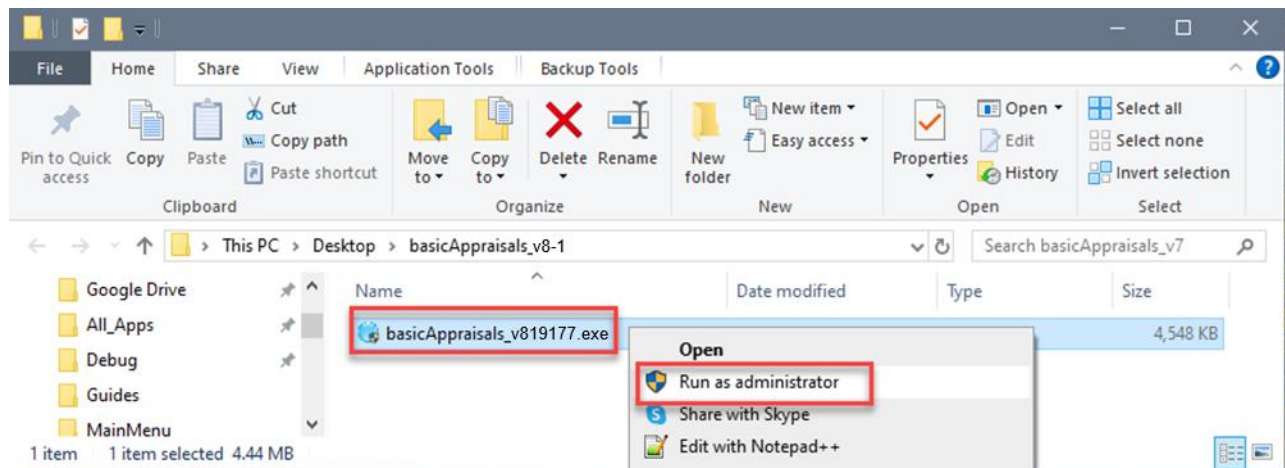 File Home Share View Application Tools Backup Tools
Pin to Quick access
Copy
Paste
Cut
Copy path
Paste shortcut
Clipboard
Move to
Copy to
Delete
Rename
Organize
New folder
New item
Easy access
New
Properties
Open
Edit
History
Open
Select all
Select none
Invert selection
Select
This PC > Desktop > basicAppraisals_v8-1
Search basicAppraisals_v7
Google Drive
All_Apps
Debug
Guides
MainMenu
Name Date modified Type Size
basicAppraisals_v819177.exe 4,548 KB
Open
Run as administrator
Share with Skype
Edit with Notepad++
1 item 1 item selected 4.44 MB